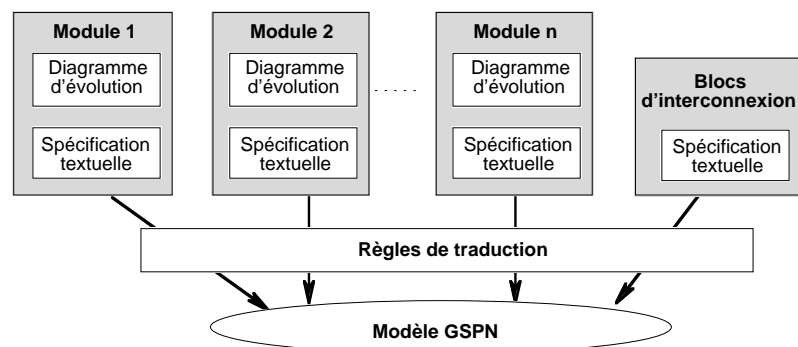 Module 1
Diagramme
d'évolution
Spécification
textuelle
Module 2
Diagramme
d'évolution
Spécification
textuelle
. . . . .
Module n
Diagramme
d'évolution
Spécification
textuelle
Blocs
d'interconnexion
Spécification
textuelle
Règles de traduction
Modèle GSPN